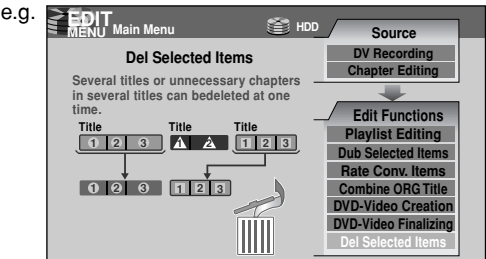 e.g.
EDIT
MENU Main Menu
HDD
Del Selected Items
Several titles or unnecessary chapters
in several titles can bedeleted at one
time.
Title Title Title
1 2 3 1 2 1 2 3
1 2 3 1 2 3
Source
DV Recording
Chapter Editing
Edit Functions
Playlist Editing
Dub Selected Items
Rate Conv. Items
Combine ORG Title
DVD-Video Creation
DVD-Video Finalizing
Del Selected Items